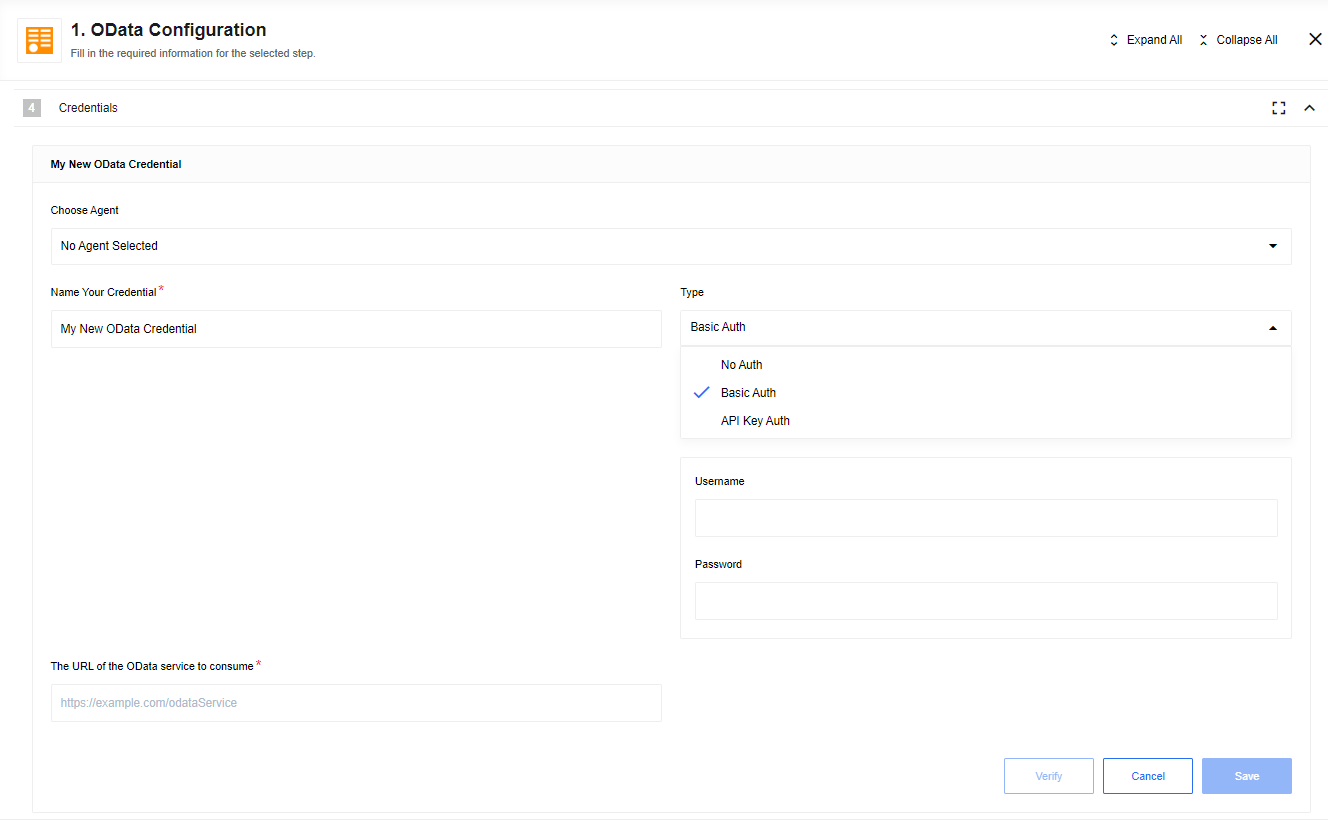 1. OData Configuration
Fill in the required information for the selected step.
Expand All
Collapse All
4
Credentials
My New OData Credential
Choose Agent
No Agent Selected
Name Your Credential *
My New OData Credential
Type
Basic Auth
No Auth
Basic Auth
API Key Auth
Username
Password
The URL of the OData service to consume *
https://example.com/odataService
Verify
Cancel
Save